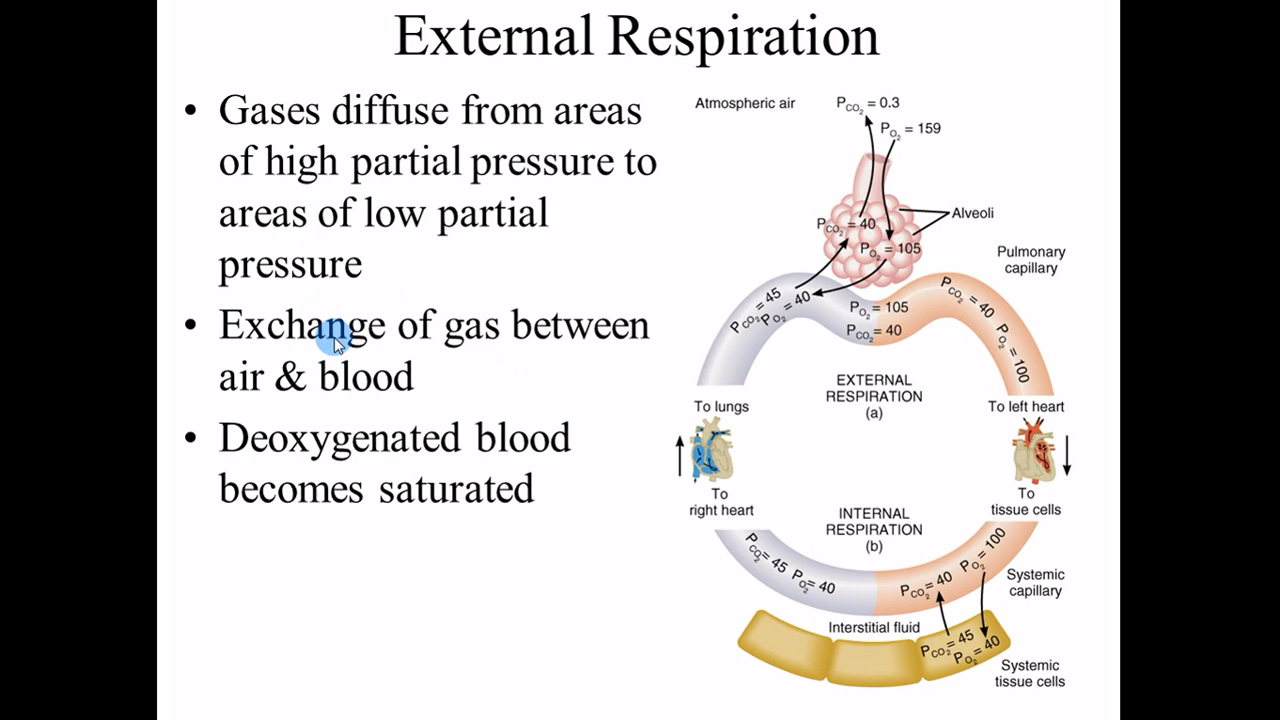 External Respiration
• Gases diffuse from areas
of high partial pressure to
areas of low partial
pressure
• Exchange of gas between
air & blood
• Deoxygenated blood
becomes saturated
Atmospheric air
PCO₂ = 0.3
PO₂ = 159
Alveoli
PCO₂ = 40
PO₂ = 105
Pulmonary
capillary
PCO₂ = 45
PO₂ = 40
PO₂ = 105
PCO₂ = 40
PCO₂ = 40
PO₂ = 100
EXTERNAL
RESPIRATION
(a)
To lungs
To left heart
To
right heart
To
tissue cells
INTERNAL
RESPIRATION
(b)
PCO₂ = 45
PO₂ = 40
PCO₂ = 40
PO₂ = 100
Systemic
capillary
Interstitial fluid
PCO₂ = 45
PO₂ = 40
Systemic
tissue cells